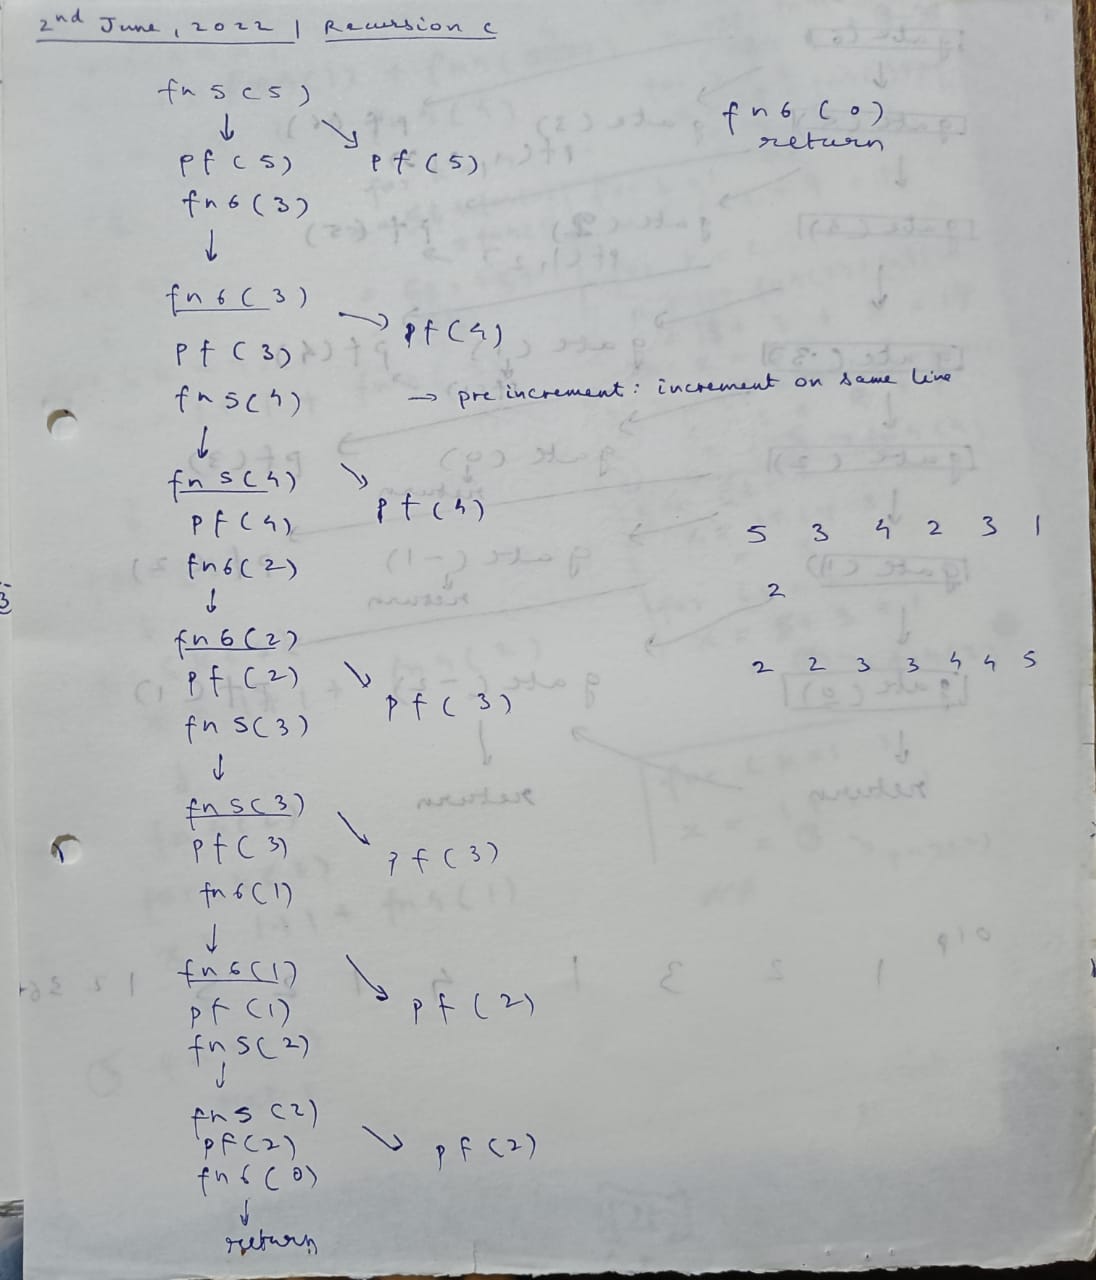 2nd June, 2022 | Recursion C
fn5(5)
fn6(0)
return
pf(5) pf(5)
fn6(3)
fn6(3)
pf(4)
pf(3)
fn5(4) → pre increment: increment on same line
fn5(4)
pf(4)
pf(4)
fn6(2)
5 3 4 2 3 1
2
fn6(2)
pf(2)
pf(3)
2 2 3 3 4 4 5
fn5(3)
fn5(3)
pf(3)
pf(3)
fn6(1)
fn6(1)
pf(1)
pf(2)
fn5(2)
fn5(2)
pf(2)
pf(2)
fn6(0)
return